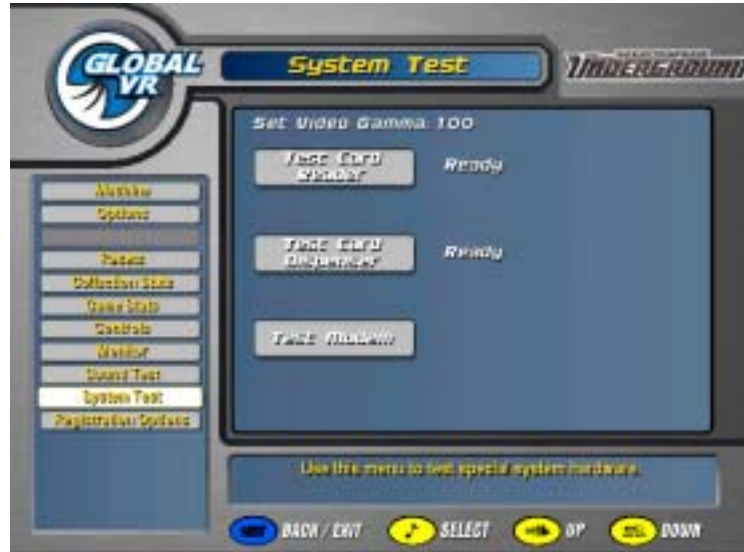 GLOBAL
VR
System Test
UNDERGROUND
Set Video Gamma 100
Test Card
Reader
Ready
Test Card
Dispenser
Ready
Test Modem
Machine
Options
Collection Stats
Game Stats
Controls
Monitor
Sound Test
System Test
Registration Options
Use this menu to test special system hardware.
BACK / EXIT
SELECT
UP
DOWN